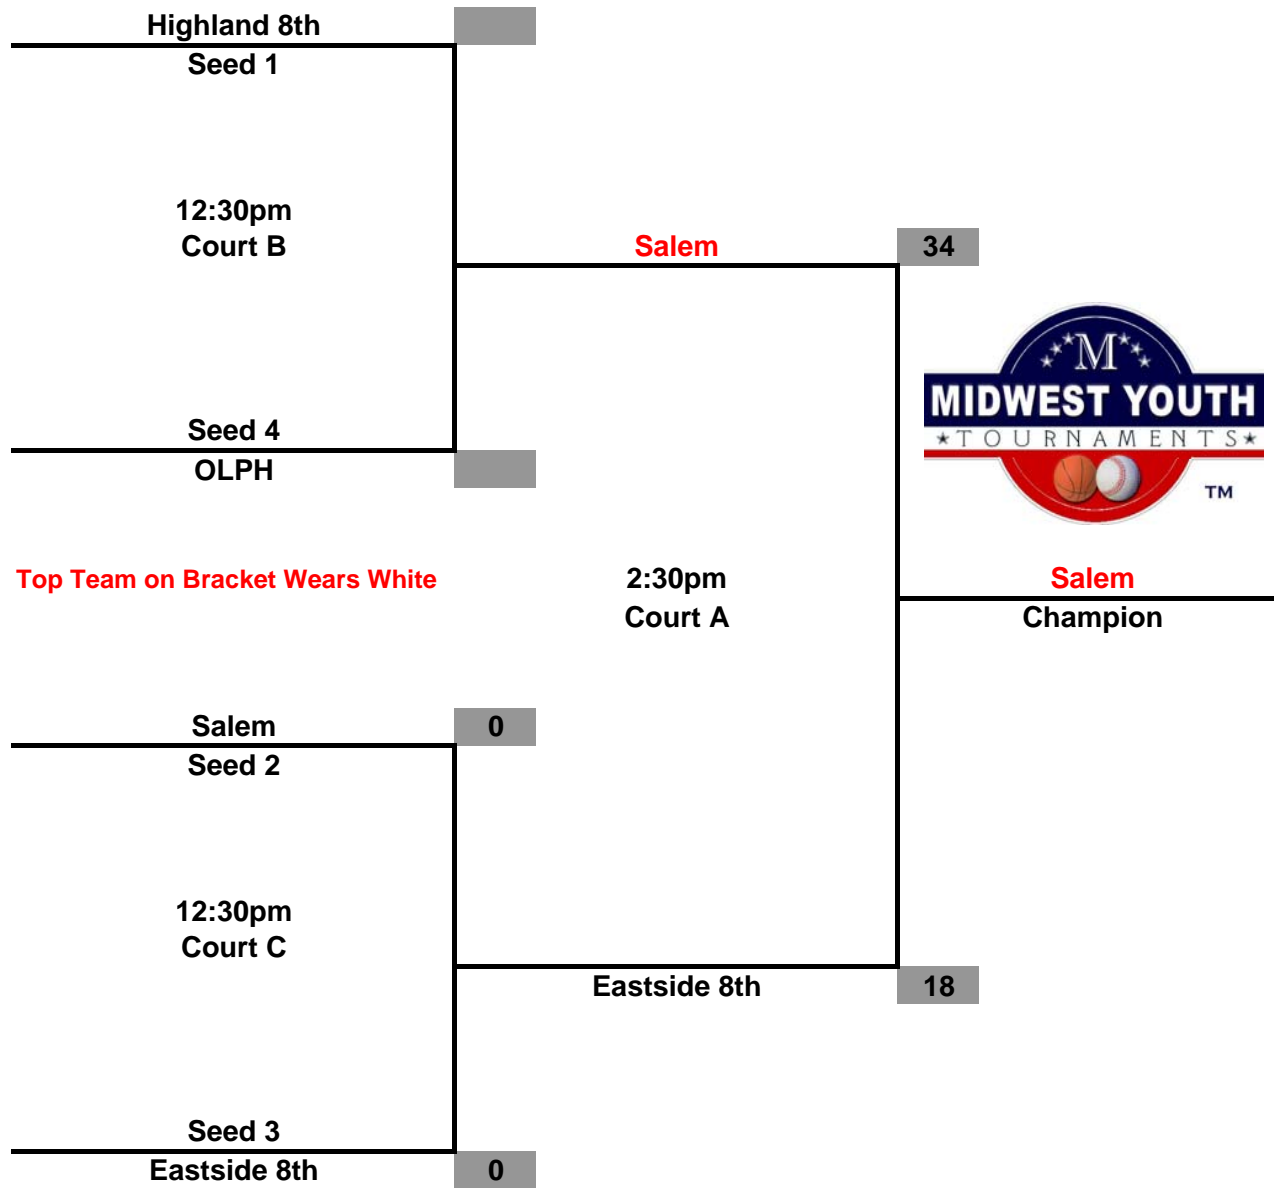 Highland 8th
Seed 1
12:30pm
Court B
Salem 34
M
MIDWEST YOUTH
TOURNAMENTS
TM
Seed 4
OLPH
Top Team on Bracket Wears White
2:30pm
Court A
Salem
Champion
Salem 0
Seed 2
12:30pm
Court C
Eastside 8th 18
Seed 3
Eastside 8th 0